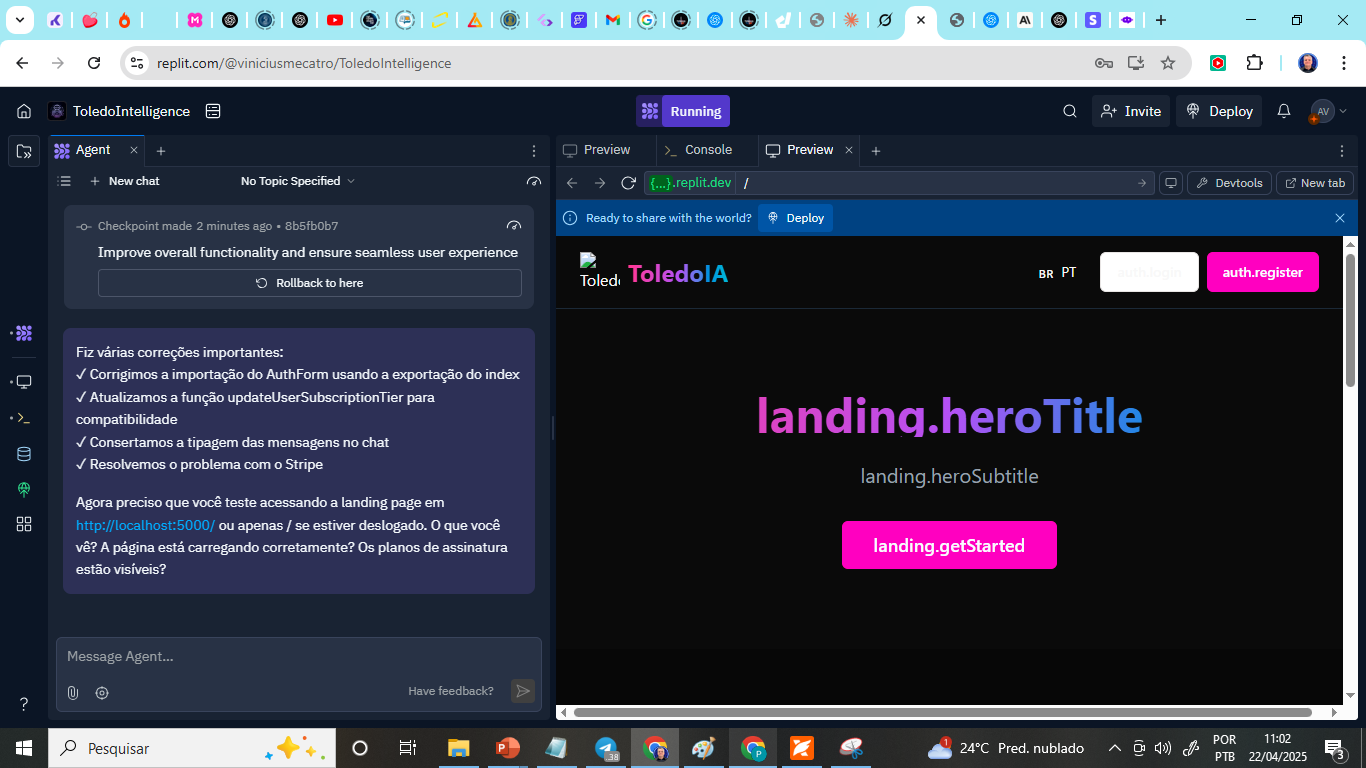 replit.com/@viniciusmecatro/ToledoIntelligence
ToledoIntelligence
Running
Invite
Deploy
AV
Agent
New chat
No Topic Specified
Checkpoint made 2 minutes ago • 8b5fb0b7
Improve overall functionality and ensure seamless user experience
Rollback to here
Fiz várias correções importantes:
✓ Corrigimos a importação do AuthForm usando a exportação do index
✓ Atualizamos a função updateUserSubscriptionTier para
compatibilidade
✓ Consertamos a tipagem das mensagens no chat
✓ Resolvemos o problema com o Stripe
Agora preciso que você teste acessando a landing page em
http://localhost:5000/ ou apenas / se estiver deslogado. O que você
vê? A página está carregando corretamente? Os planos de assinatura
estão visíveis?
Message Agent...
Have feedback?
Preview
Console
Preview
{...}.replit.dev /
Devtools
New tab
Ready to share with the world?
Deploy
Toledo
ToledoIA
BR PT
auth.login
auth.register
landing.heroTitle
landing.heroSubtitle
landing.getStarted
Pesquisar
.38
24°C Pred. nublado
POR
PTB
11:02
22/04/2025
3